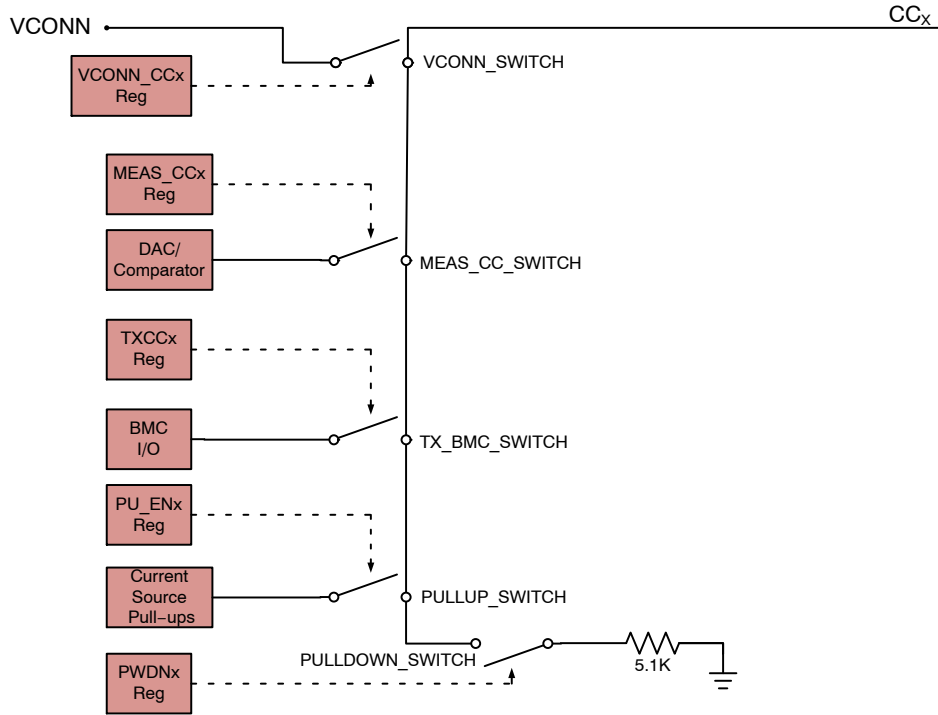 VCONN
CCX
VCONN_CCx
Reg
VCONN_SWITCH
MEAS_CCx
Reg
DAC/
Comparator
MEAS_CC_SWITCH
TXCCx
Reg
BMC
I/O
TX_BMC_SWITCH
PU_ENx
Reg
Current
Source
Pull−ups
PULLUP_SWITCH
PULLDOWN_SWITCH
5.1K
PWDNx
Reg